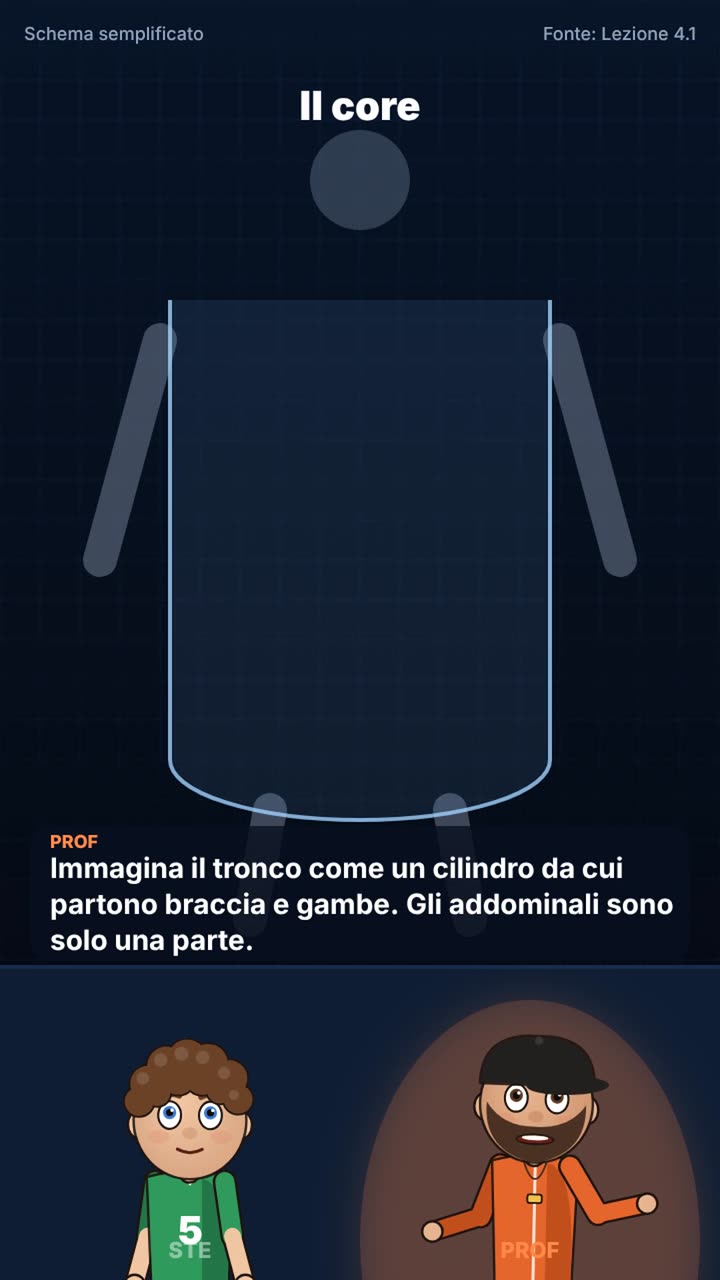 Schema semplificato
Fonte: Lezione 4.1
Il core
PROF
Immagina il tronco come un cilindro da cui
partono braccia e gambe. Gli addominali sono
solo una parte.
5
STE
PROF